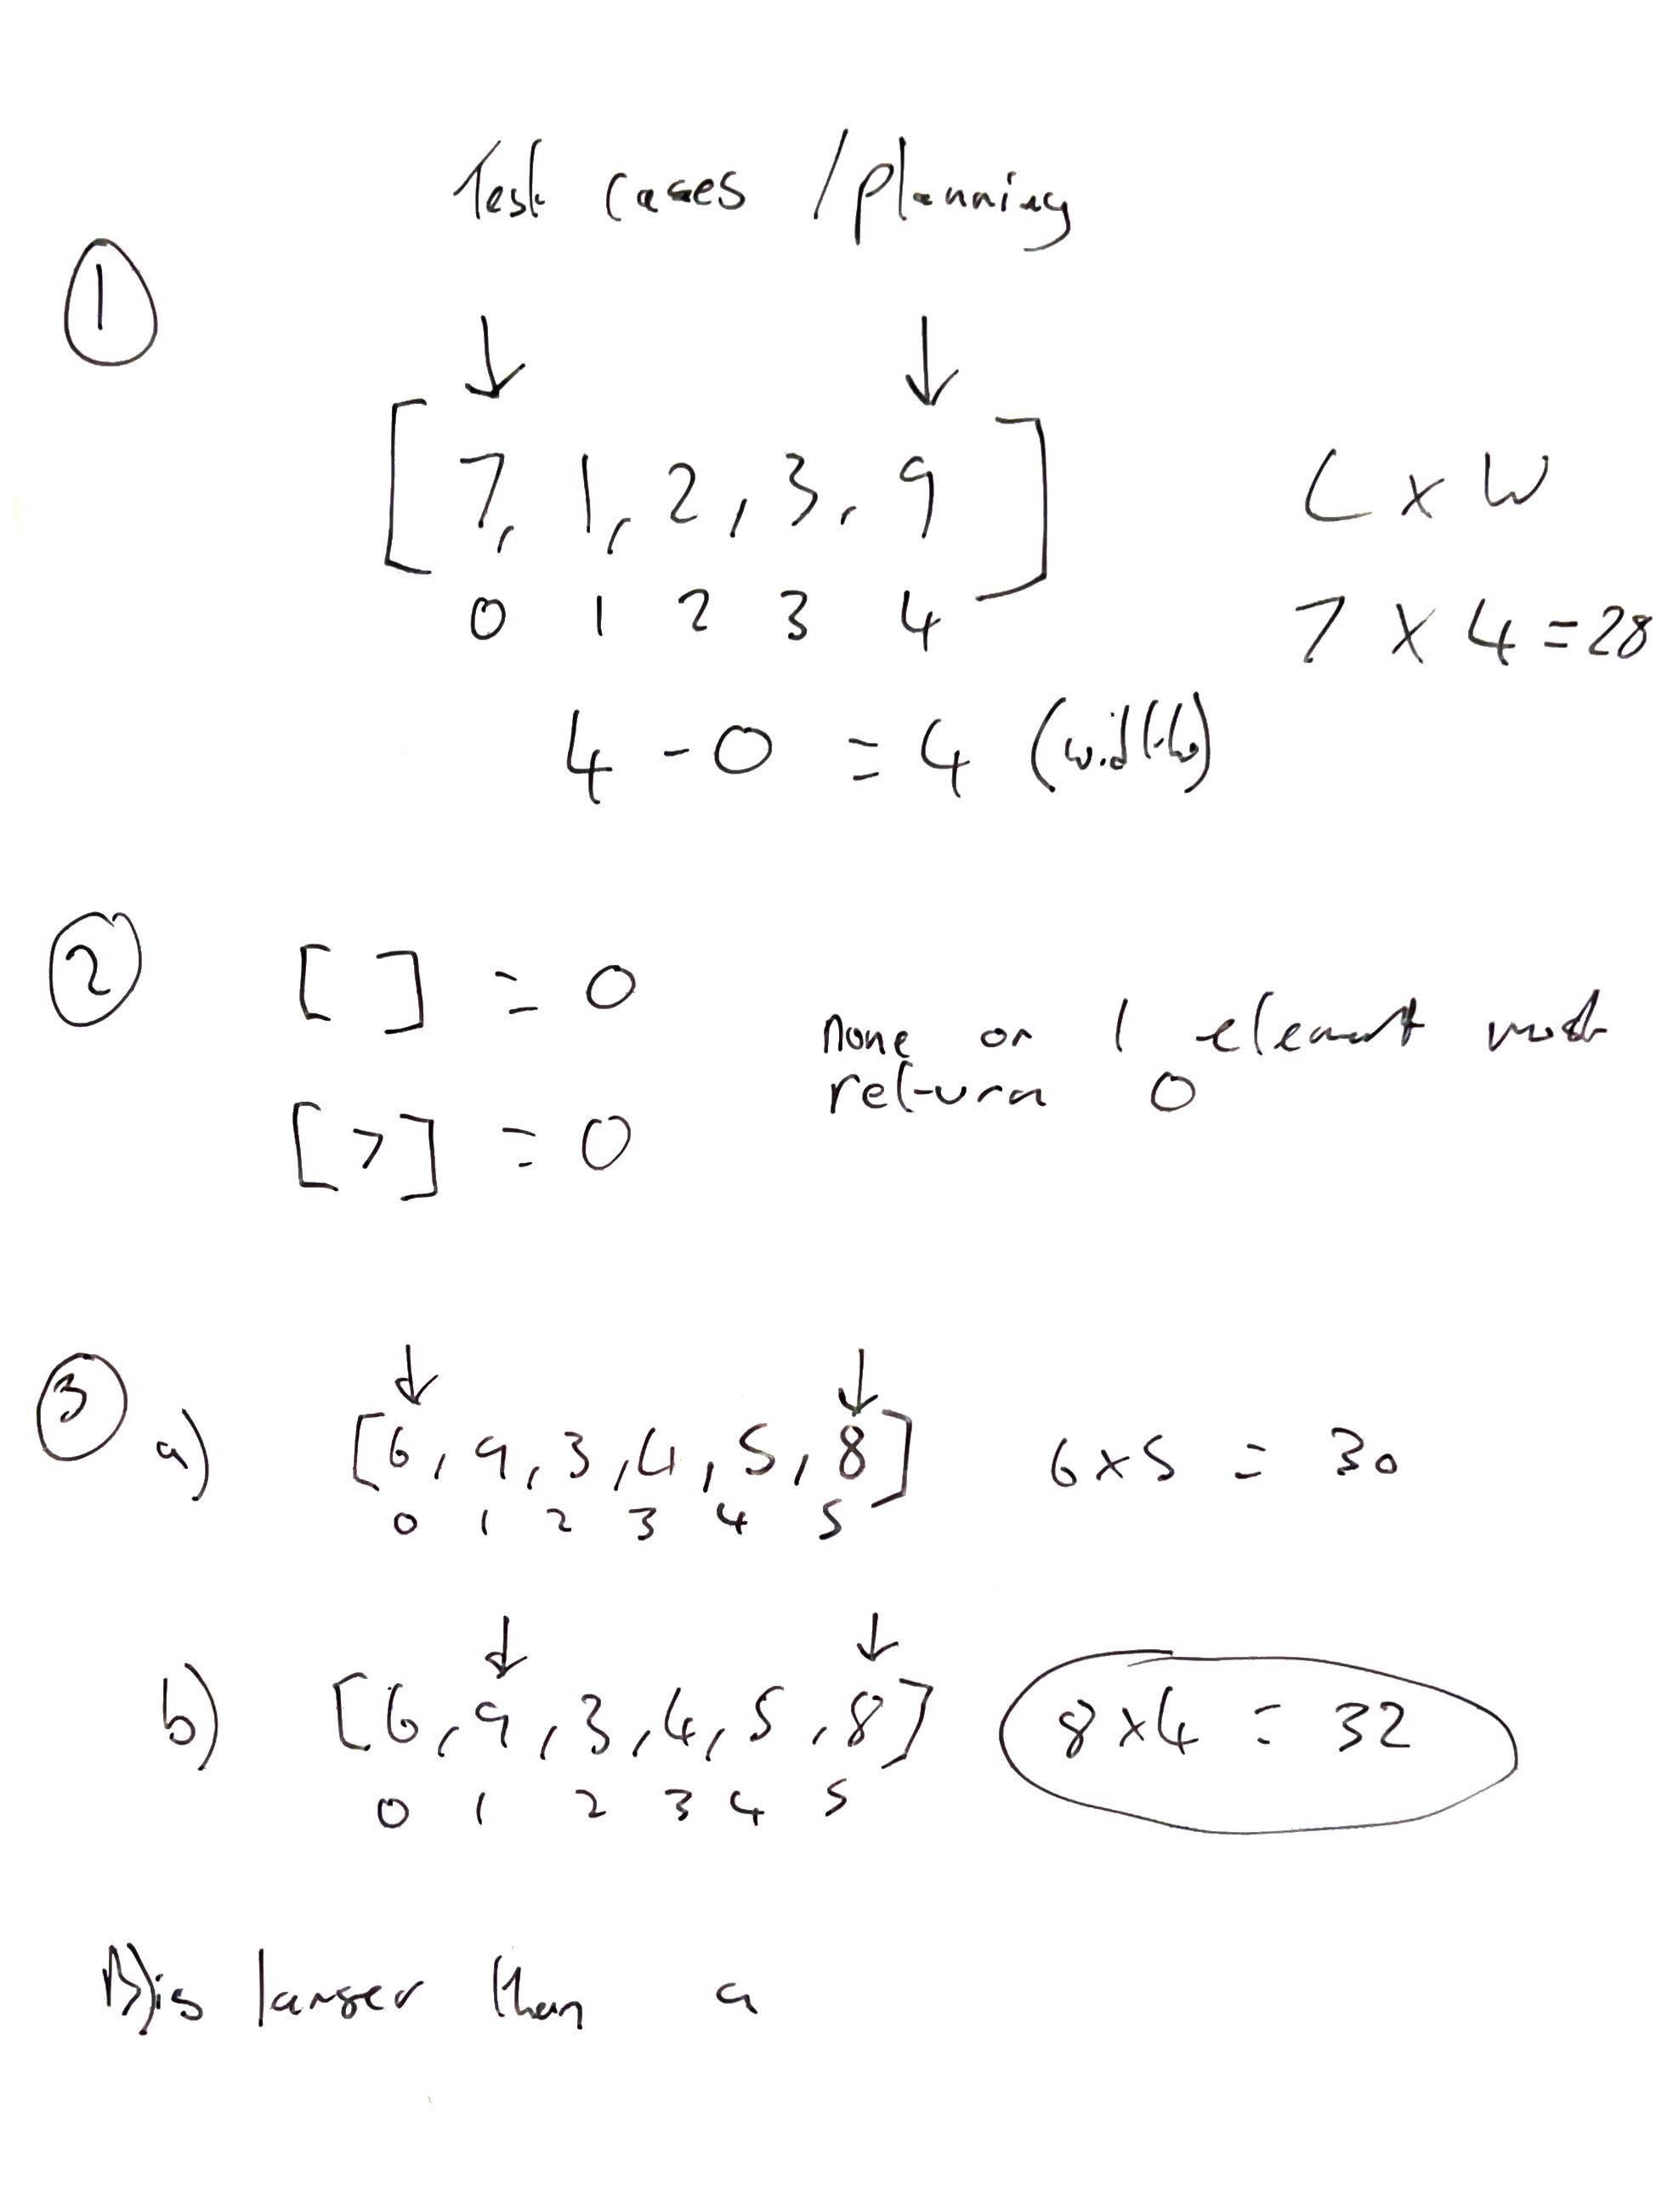 Test cases / planning
1
[7, 1, 2, 3, 9]
L x W
0 1 2 3 4
7 x 4 = 28
4 - 0 = 4 (width)
2
[ ] = 0
none or 1 element must
return 0
[7] = 0
3
a) [6, 9, 3, 4, 5, 8] 6 x 5 = 30
0 1 2 3 4 5
b) [6, 9, 3, 4, 5, 8] 8 x 4 = 32
0 1 2 3 4 5
B) is larger then a